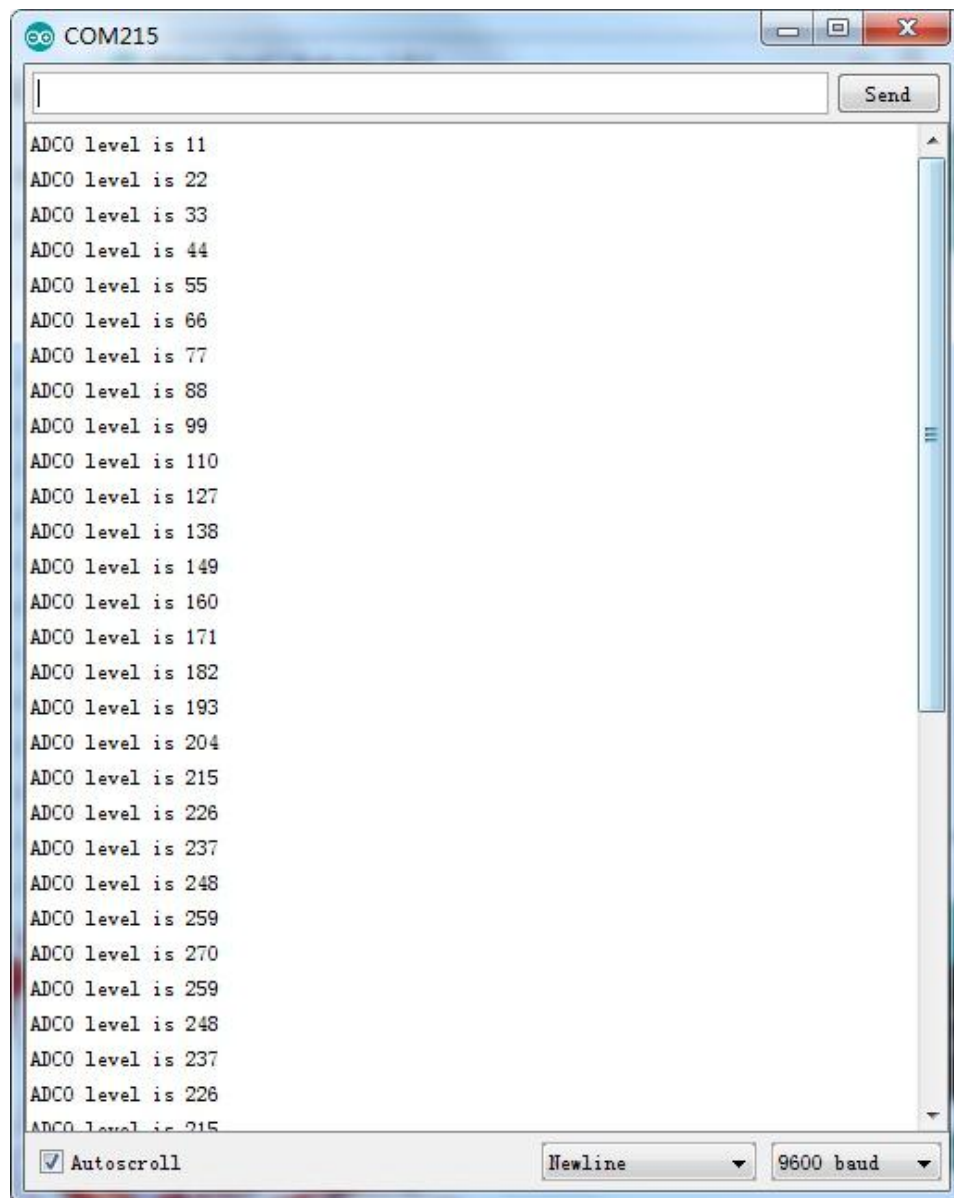 COM215
Send
ADC0 level is 11
ADC0 level is 22
ADC0 level is 33
ADC0 level is 44
ADC0 level is 55
ADC0 level is 66
ADC0 level is 77
ADC0 level is 88
ADC0 level is 99
ADC0 level is 110
ADC0 level is 127
ADC0 level is 138
ADC0 level is 149
ADC0 level is 160
ADC0 level is 171
ADC0 level is 182
ADC0 level is 193
ADC0 level is 204
ADC0 level is 215
ADC0 level is 226
ADC0 level is 237
ADC0 level is 248
ADC0 level is 259
ADC0 level is 270
ADC0 level is 259
ADC0 level is 248
ADC0 level is 237
ADC0 level is 226
ADC0 level is 215
Autoscroll Newline 9600 baud